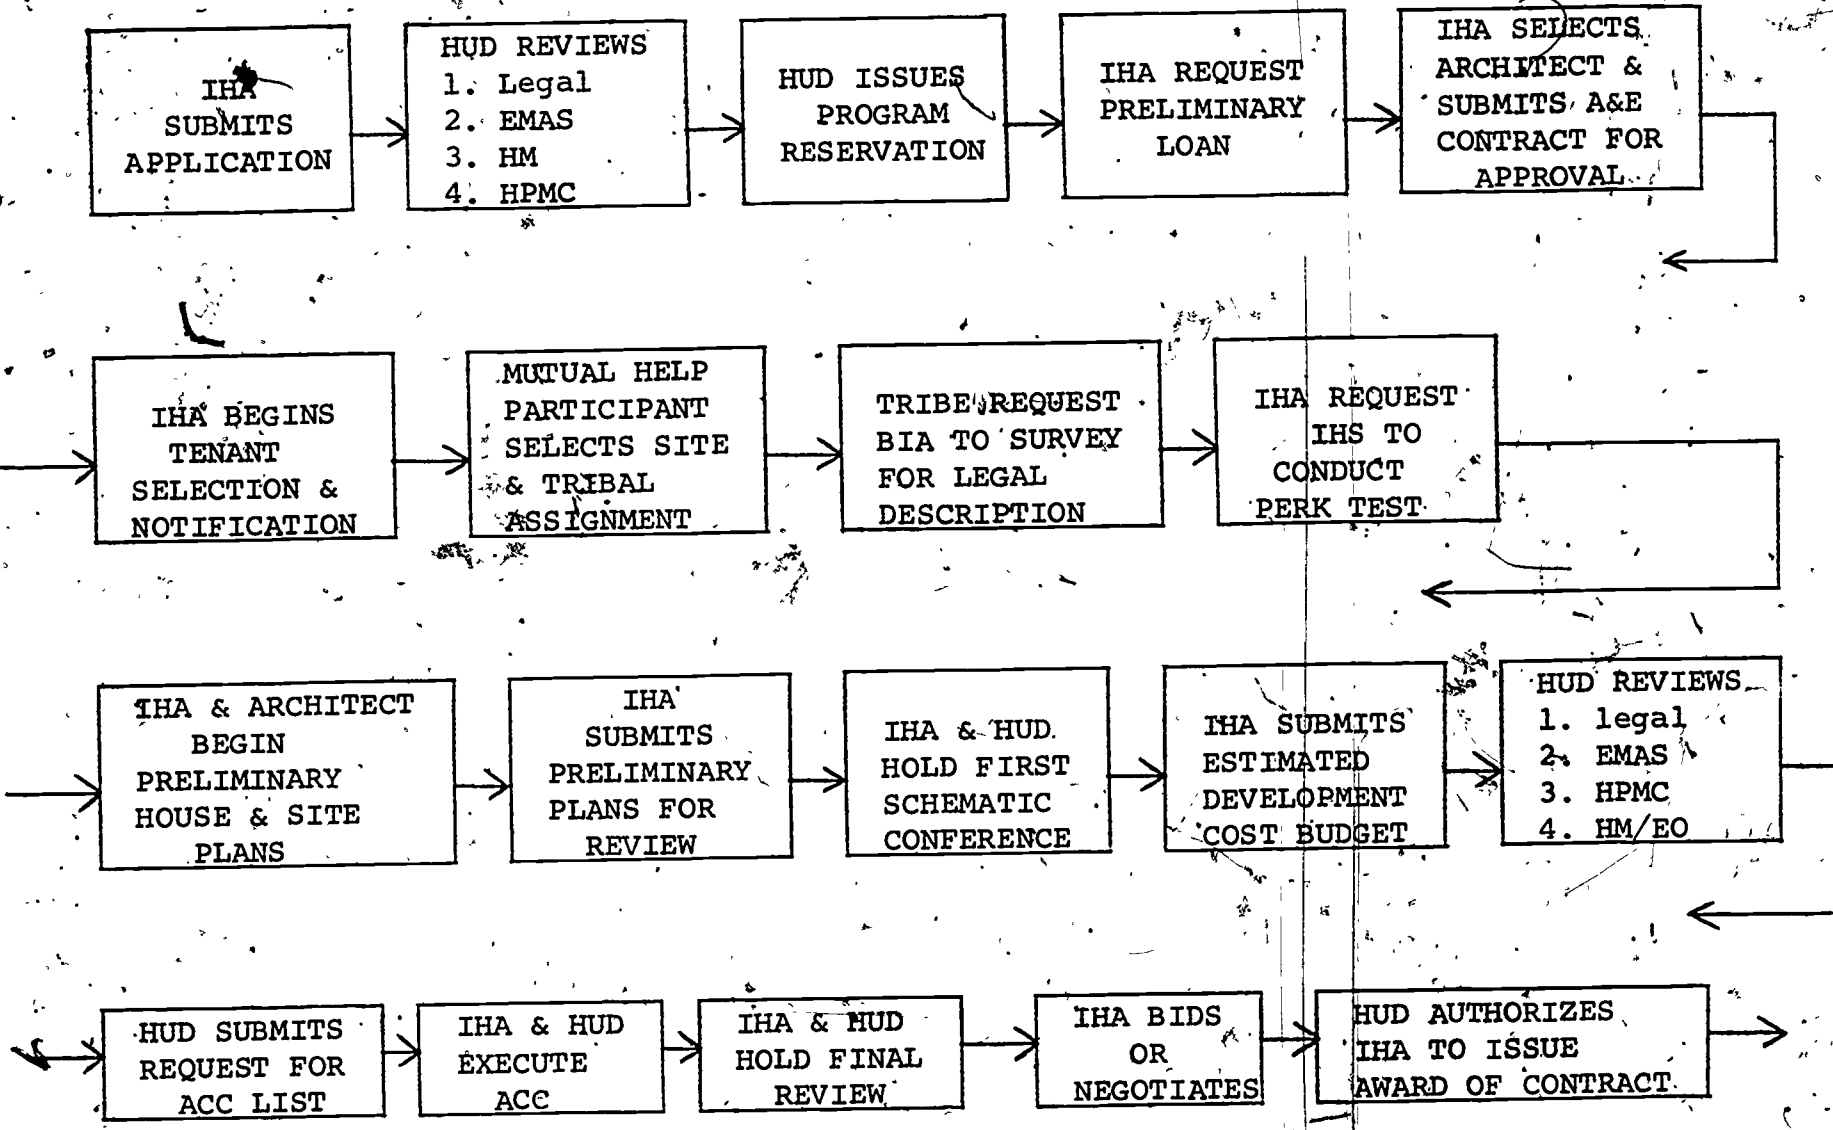 IHA
SUBMITS
APPLICATION
HUD REVIEWS
1. Legal
2. EMAS
3. HM
4. HPMC
HUD ISSUES
PROGRAM
RESERVATION
IHA REQUEST
PRELIMINARY
LOAN
IHA SELECTS
ARCHITECT &
SUBMITS A&E
CONTRACT FOR
APPROVAL
IHA BEGINS
TENANT
SELECTION &
NOTIFICATION
MUTUAL HELP
PARTICIPANT
SELECTS SITE
& TRIBAL
ASSIGNMENT
TRIBE REQUEST
BIA TO SURVEY
FOR LEGAL
DESCRIPTION
IHA REQUEST
IHS TO
CONDUCT
PERK TEST
IHA & ARCHITECT
BEGIN
PRELIMINARY
HOUSE & SITE
PLANS
IHA
SUBMITS
PRELIMINARY
PLANS FOR
REVIEW
IHA & HUD
HOLD FIRST
SCHEMATIC
CONFERENCE
IHA SUBMITS
ESTIMATED
DEVELOPMENT
COST BUDGET
HUD REVIEWS
1. legal
2. EMAS
3. HPMC
4. HM/EO
HUD SUBMITS
REQUEST FOR
ACC LIST
IHA & HUD
EXECUTE
ACC
IHA & HUD
HOLD FINAL
REVIEW
IHA BIDS
OR
NEGOTIATES
HUD AUTHORIZES
IHA TO ISSUE
AWARD OF CONTRACT